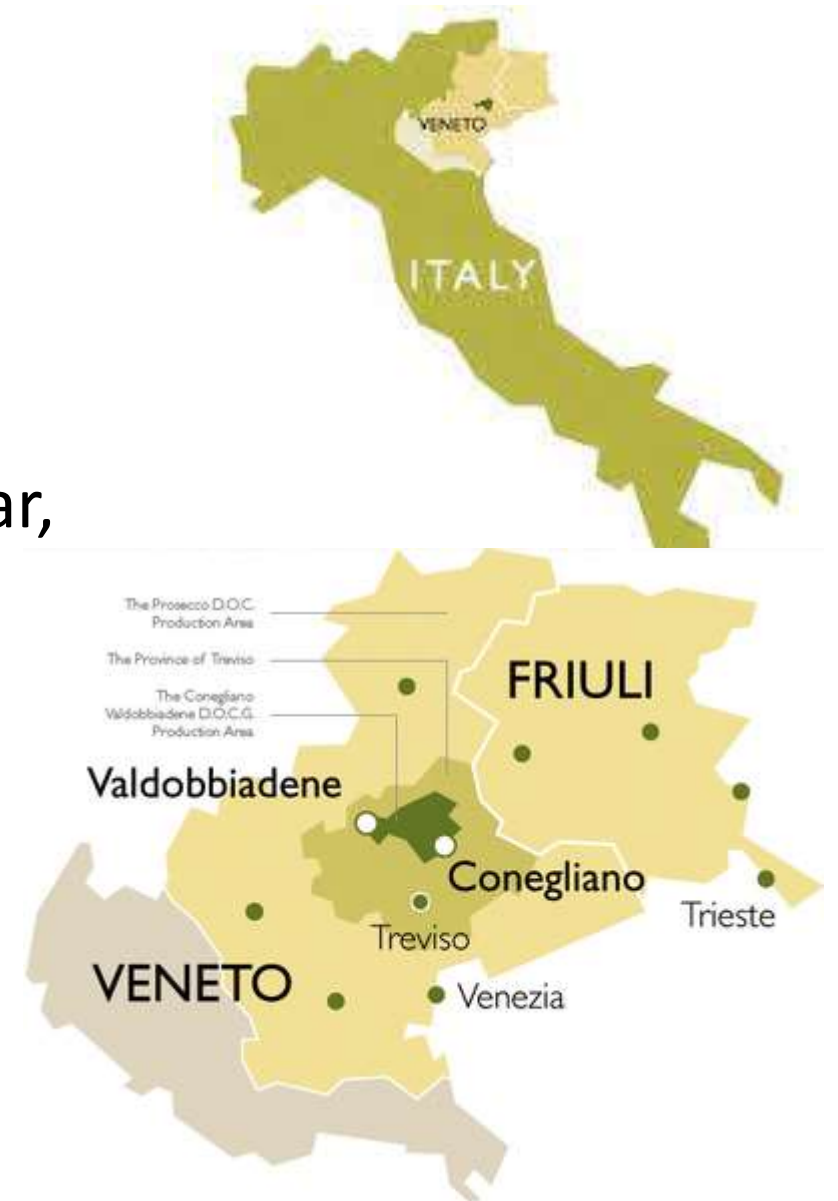 VENETO
ITALY
ar,
The Prosecco D.O.C.
Production Area
The Province of Treviso
The Conegliano
Valdobbiadene D.O.C.G.
Production Area
FRIULI
Valdobbiadene
Conegliano
Treviso
Trieste
VENETO
Venezia